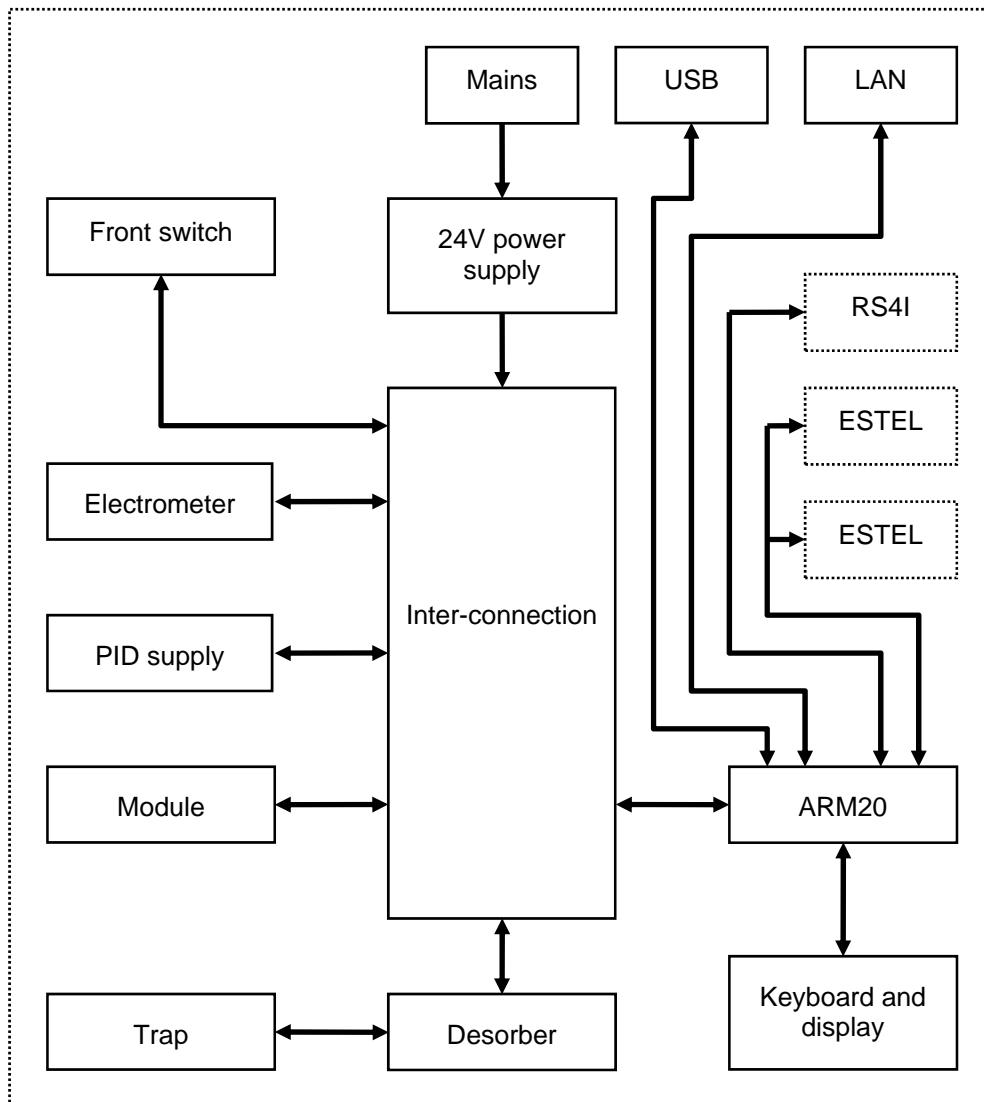 Mains
USB
LAN
Front switch
24V power
supply
RS4I
ESTEL
Electrometer
ESTEL
Inter-connection
PID supply
Module
ARM20
Keyboard and
display
Trap
Desorber